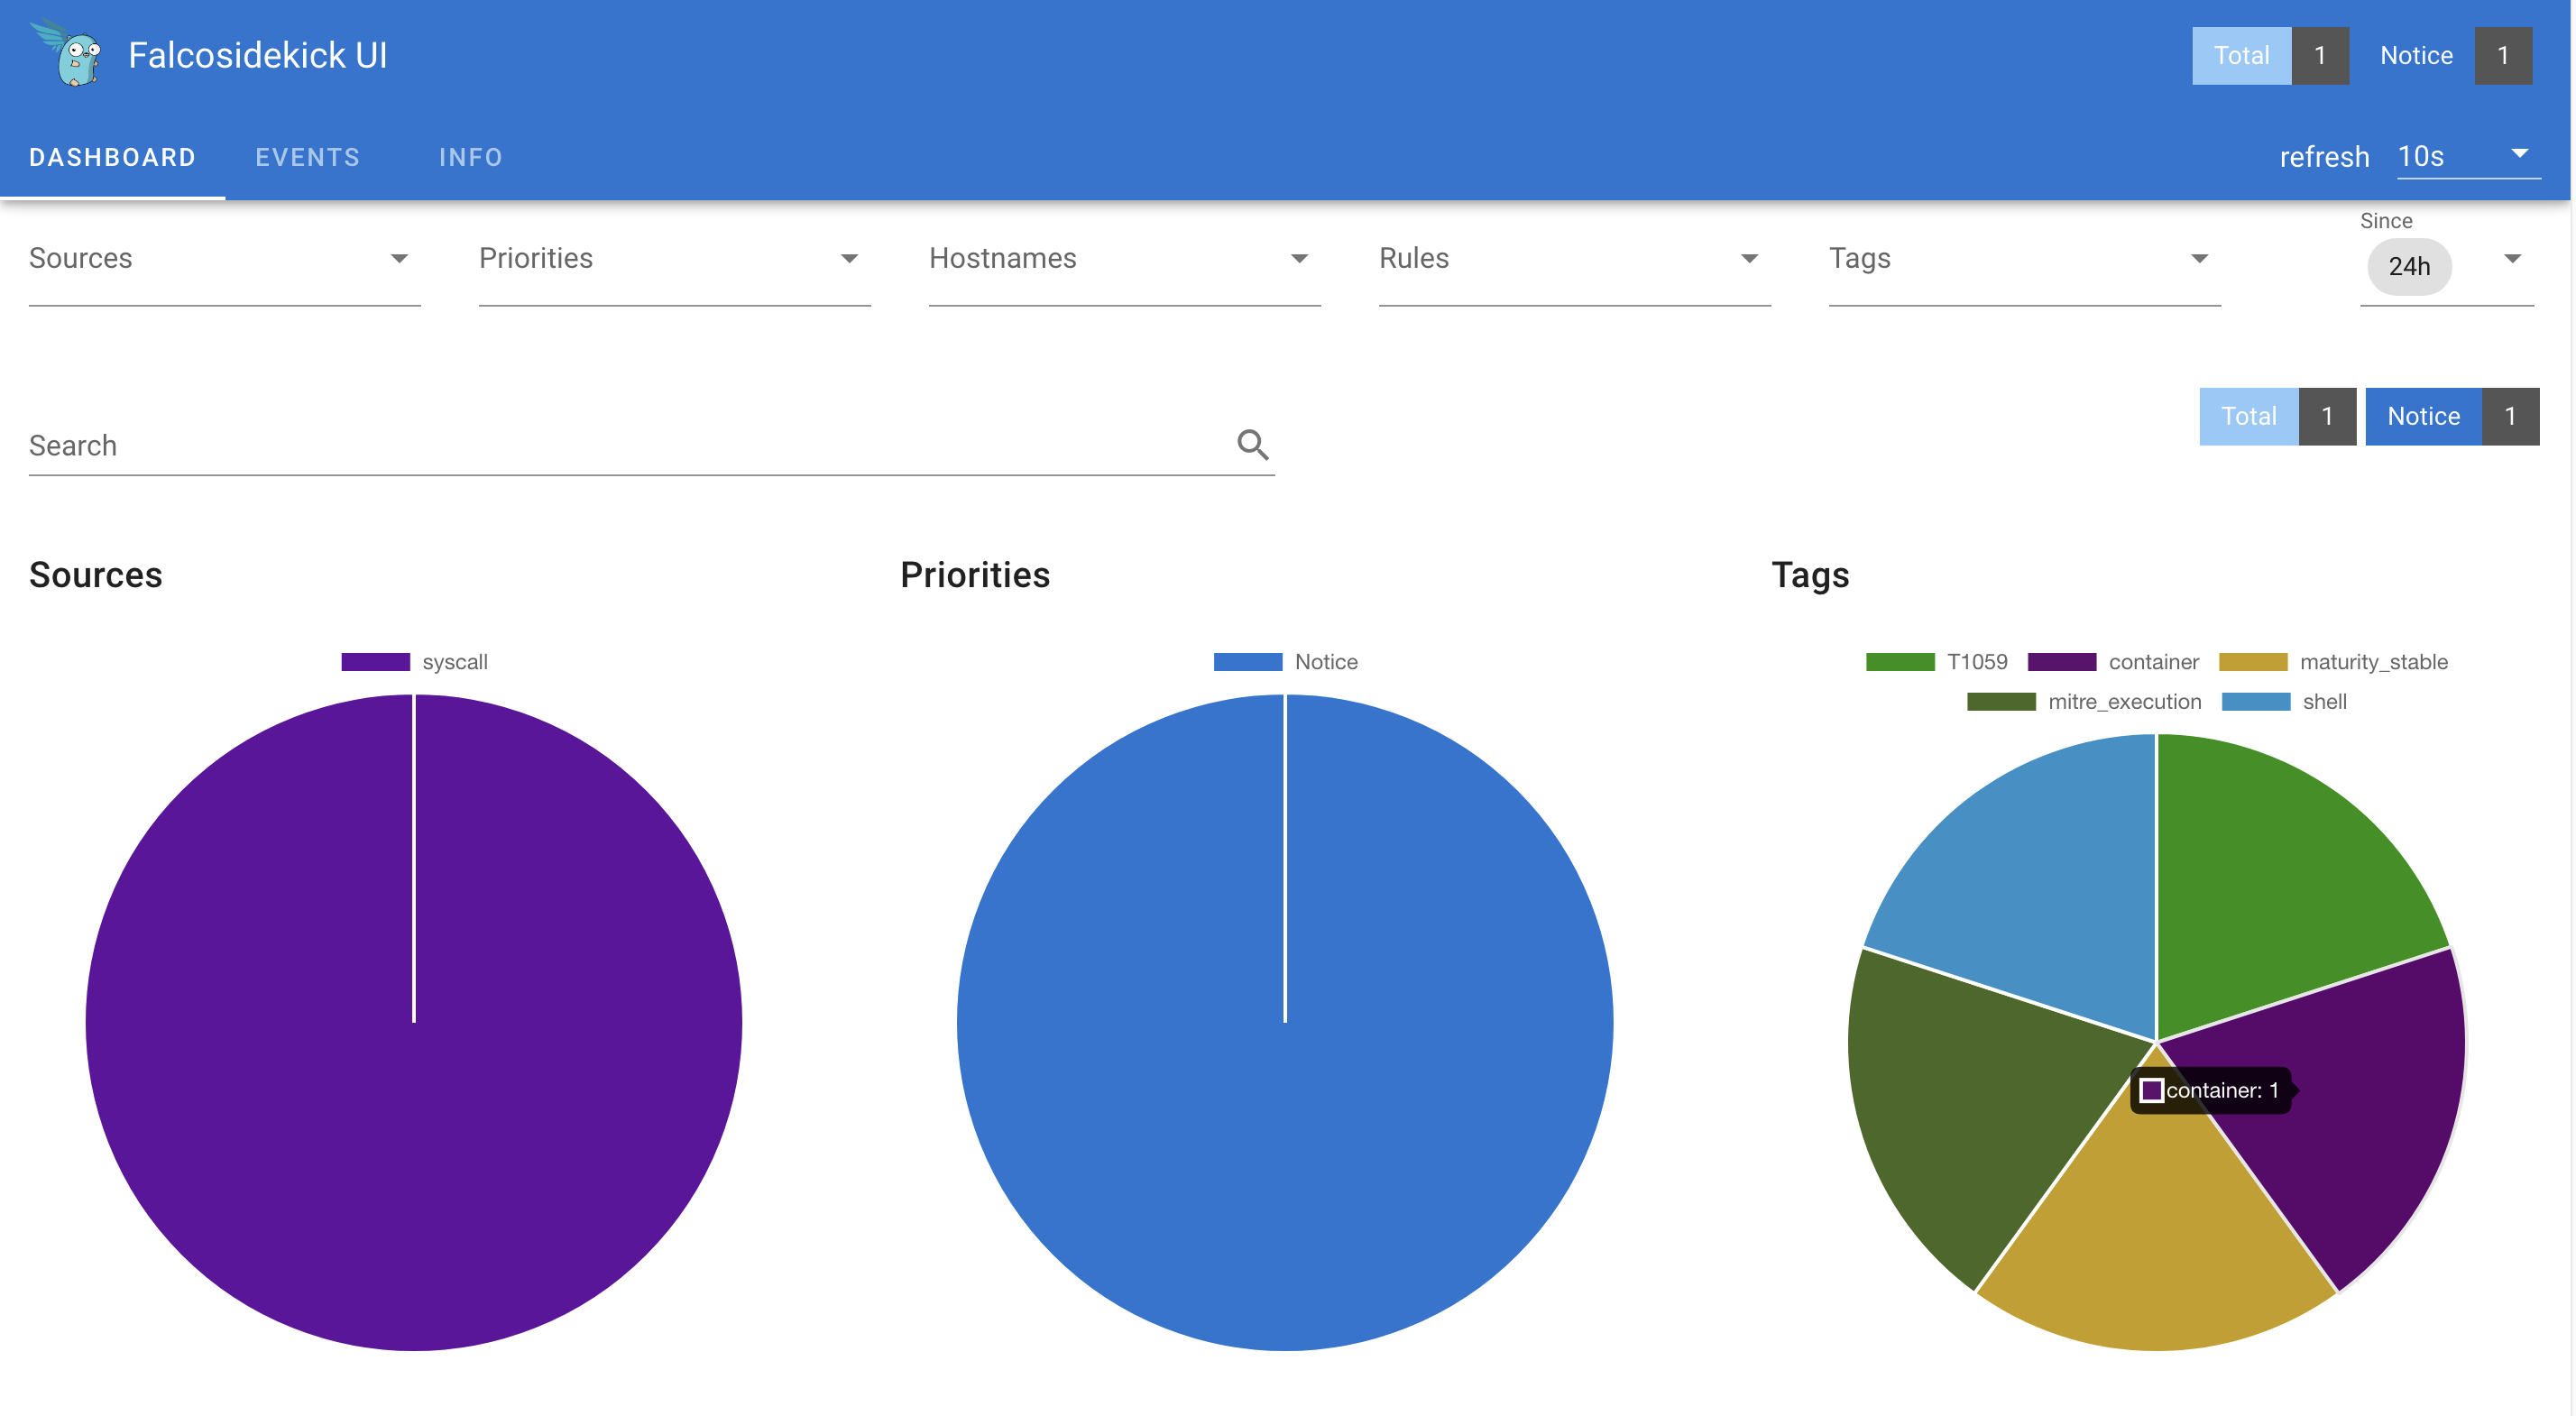 Falcosidekick UI
Total 1 Notice 1
DASHBOARD EVENTS INFO
refresh 10s
Since
Sources Priorities Hostnames Rules Tags 24h
Total 1 Notice 1
Search
Sources Priorities Tags
syscall Notice T1059 container maturity_stable
mitre_execution shell
container: 1